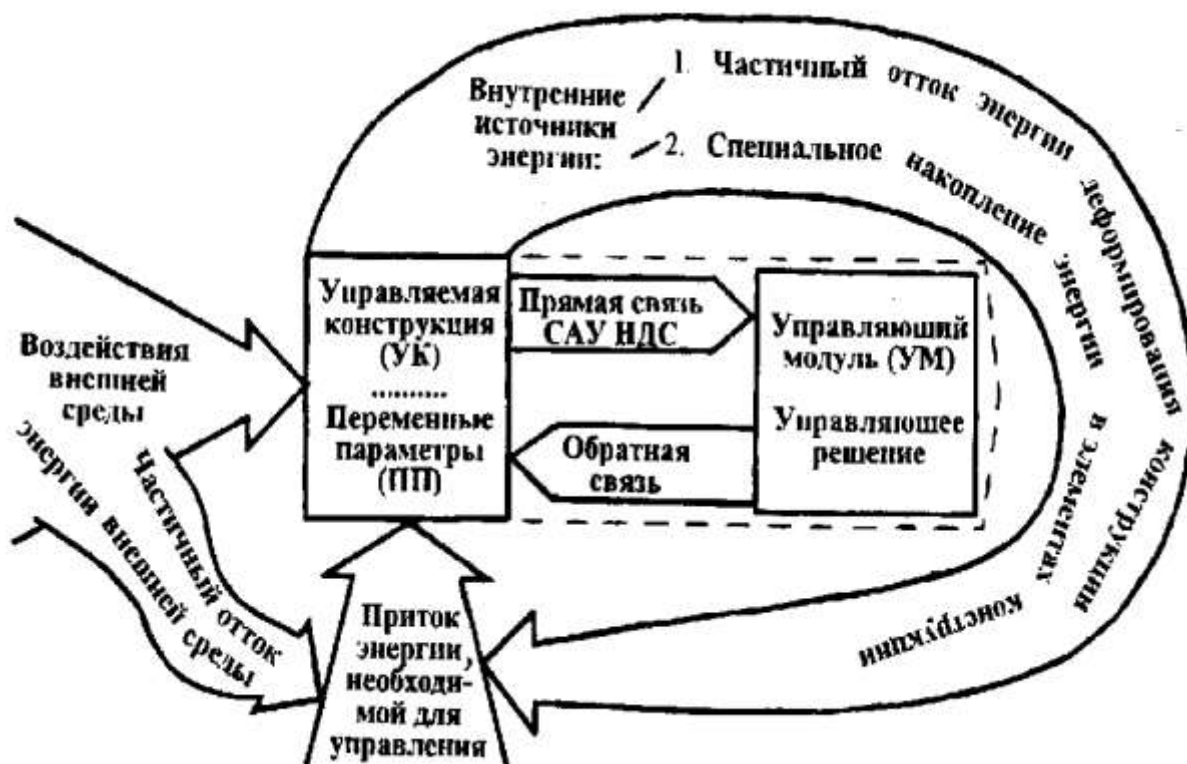 Внутренние
источники
энергии:
1. Частичный отток энергии деформирования конструкции
2. Специальное накопление энергии в элементах конструкции
Воздействия
внешней
среды
Частичный отток
энергии внешней среды
Управляемая
конструкция
(УК)
..........
Переменные
параметры
(ПП)
Прямая связь
САУ НДС
Обратная
связь
Управляюший
модуль (УМ)
Управляюшее
решение
Приток
энергии,
необходи-
мой для
управления